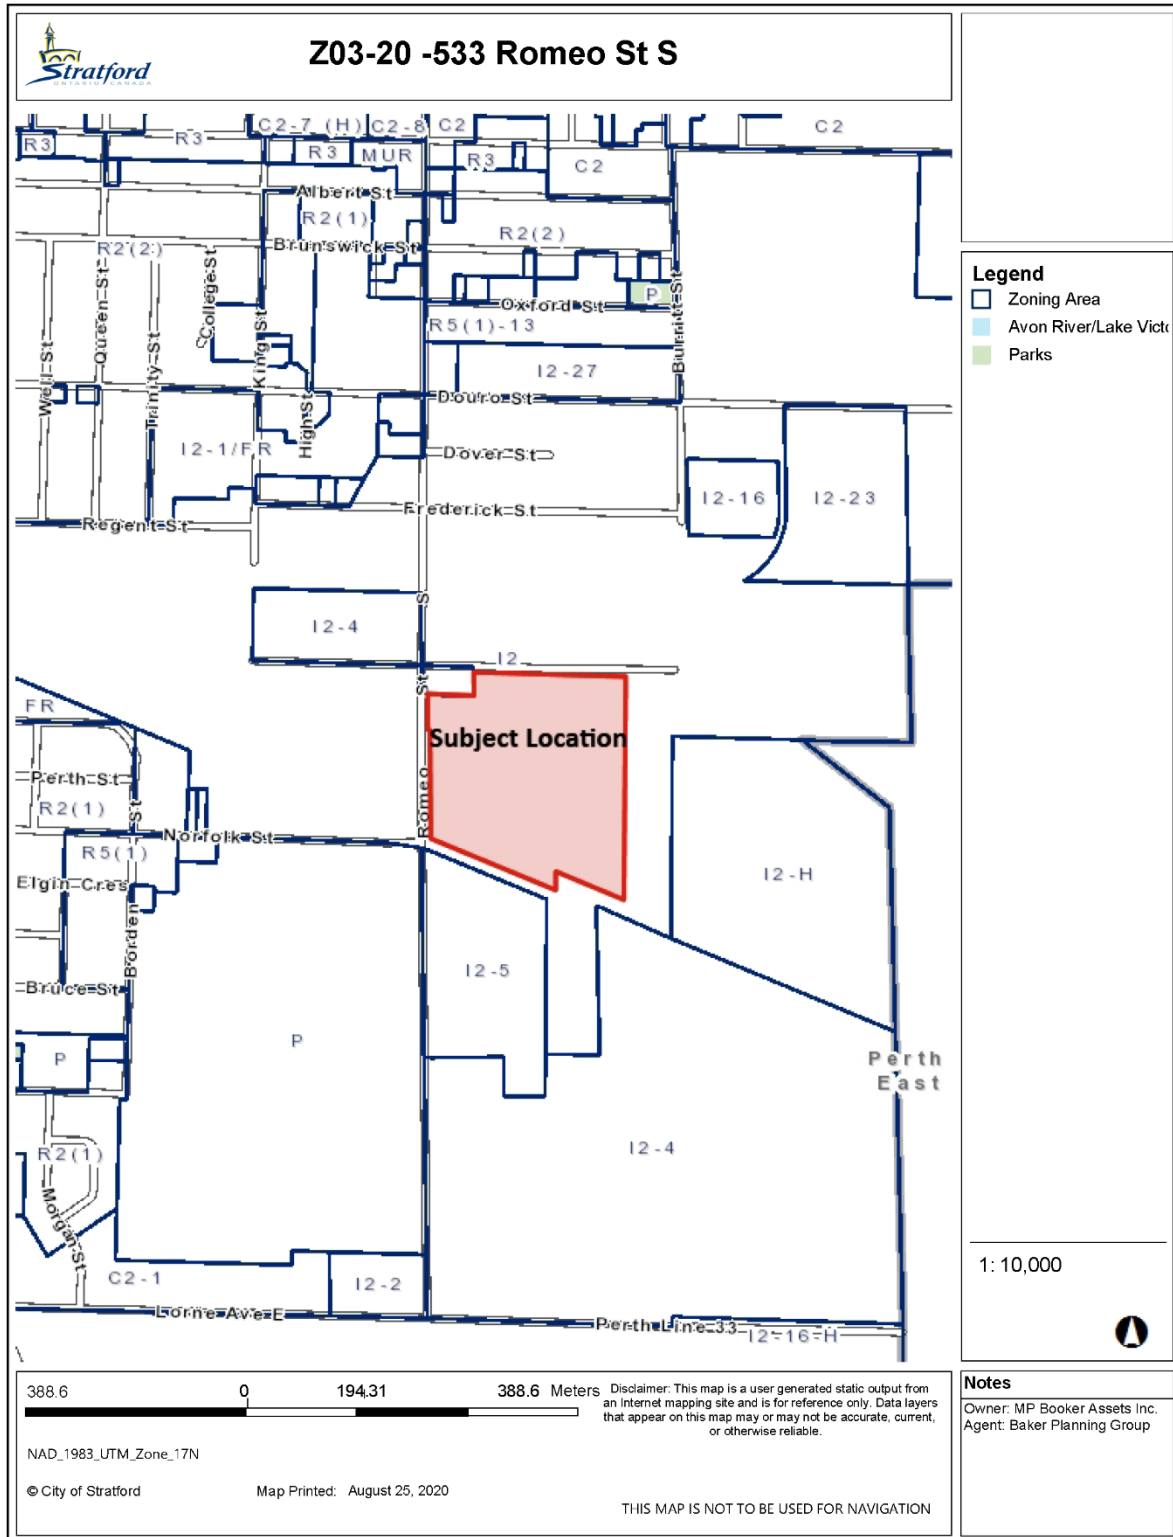 Stratford
ONTARIO CANADA
Z03-20 -533 Romeo St S
C2-7 (H)
C2-8
C2
C2
R3
R3
R3
MUR
R3
C2
Albert St
R2(1)
R2(2)
Brunswick St
R2(2)
Well St
Queen St
Trinity St
College St
King St
High St
Oxford St
P
Burritt St
R5(1)-13
I2-27
Douro St
I2-1/FR
Dover St
I2-16
I2-23
Frederick St
Regent St
I2-4
Romeo St S
I2
FR
Subject Location
Perth St
R2(1)
Norfolk St
R5(1)
Elgin Cres
Borden St
I2-H
I2-5
Bruce St
P
P
Perth
East
I2-4
R2(1)
Morgan St
C2-1
I2-2
Lorne Ave E
Perth Line 33
I2-16-H
Legend
Zoning Area
Avon River/Lake Victo
Parks
1: 10,000
388.6 0 194.31 388.6 Meters
Disclaimer: This map is a user generated static output from
an Internet mapping site and is for reference only. Data layers
that appear on this map may or may not be accurate, current,
or otherwise reliable.
NAD_1983_UTM_Zone_17N
© City of Stratford
Map Printed: August 25, 2020
THIS MAP IS NOT TO BE USED FOR NAVIGATION
Notes
Owner: MP Booker Assets Inc.
Agent: Baker Planning Group